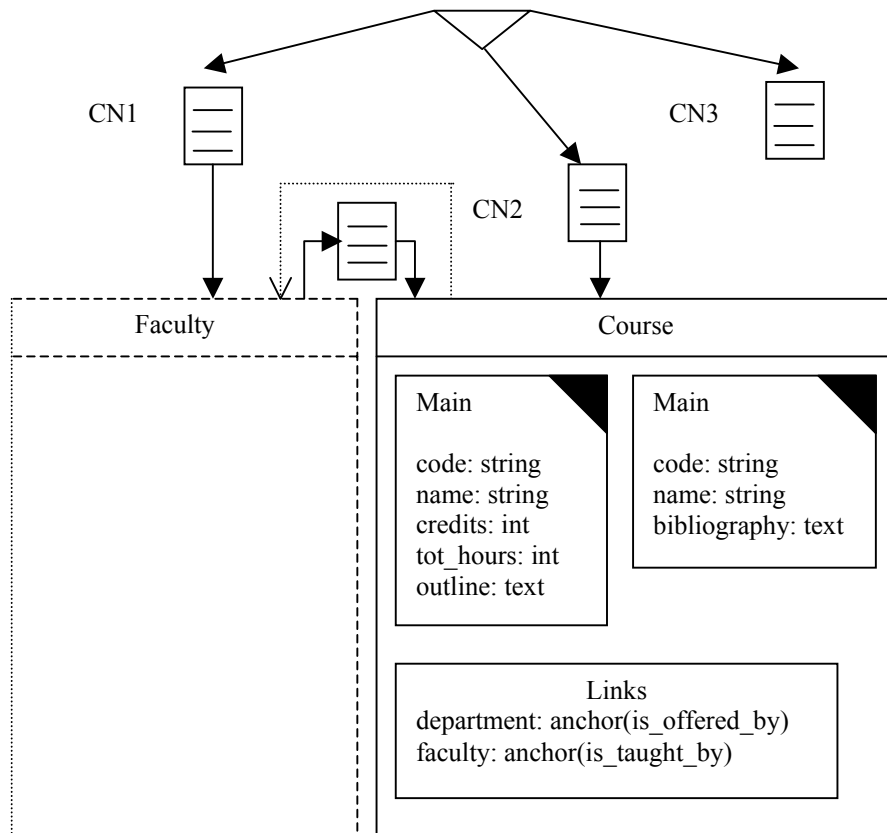 CN1
CN3
CN2
Faculty
Course
Main
code: string
name: string
credits: int
tot_hours: int
outline: text
Main
code: string
name: string
bibliography: text
Links
department: anchor(is_offered_by)
faculty: anchor(is_taught_by)